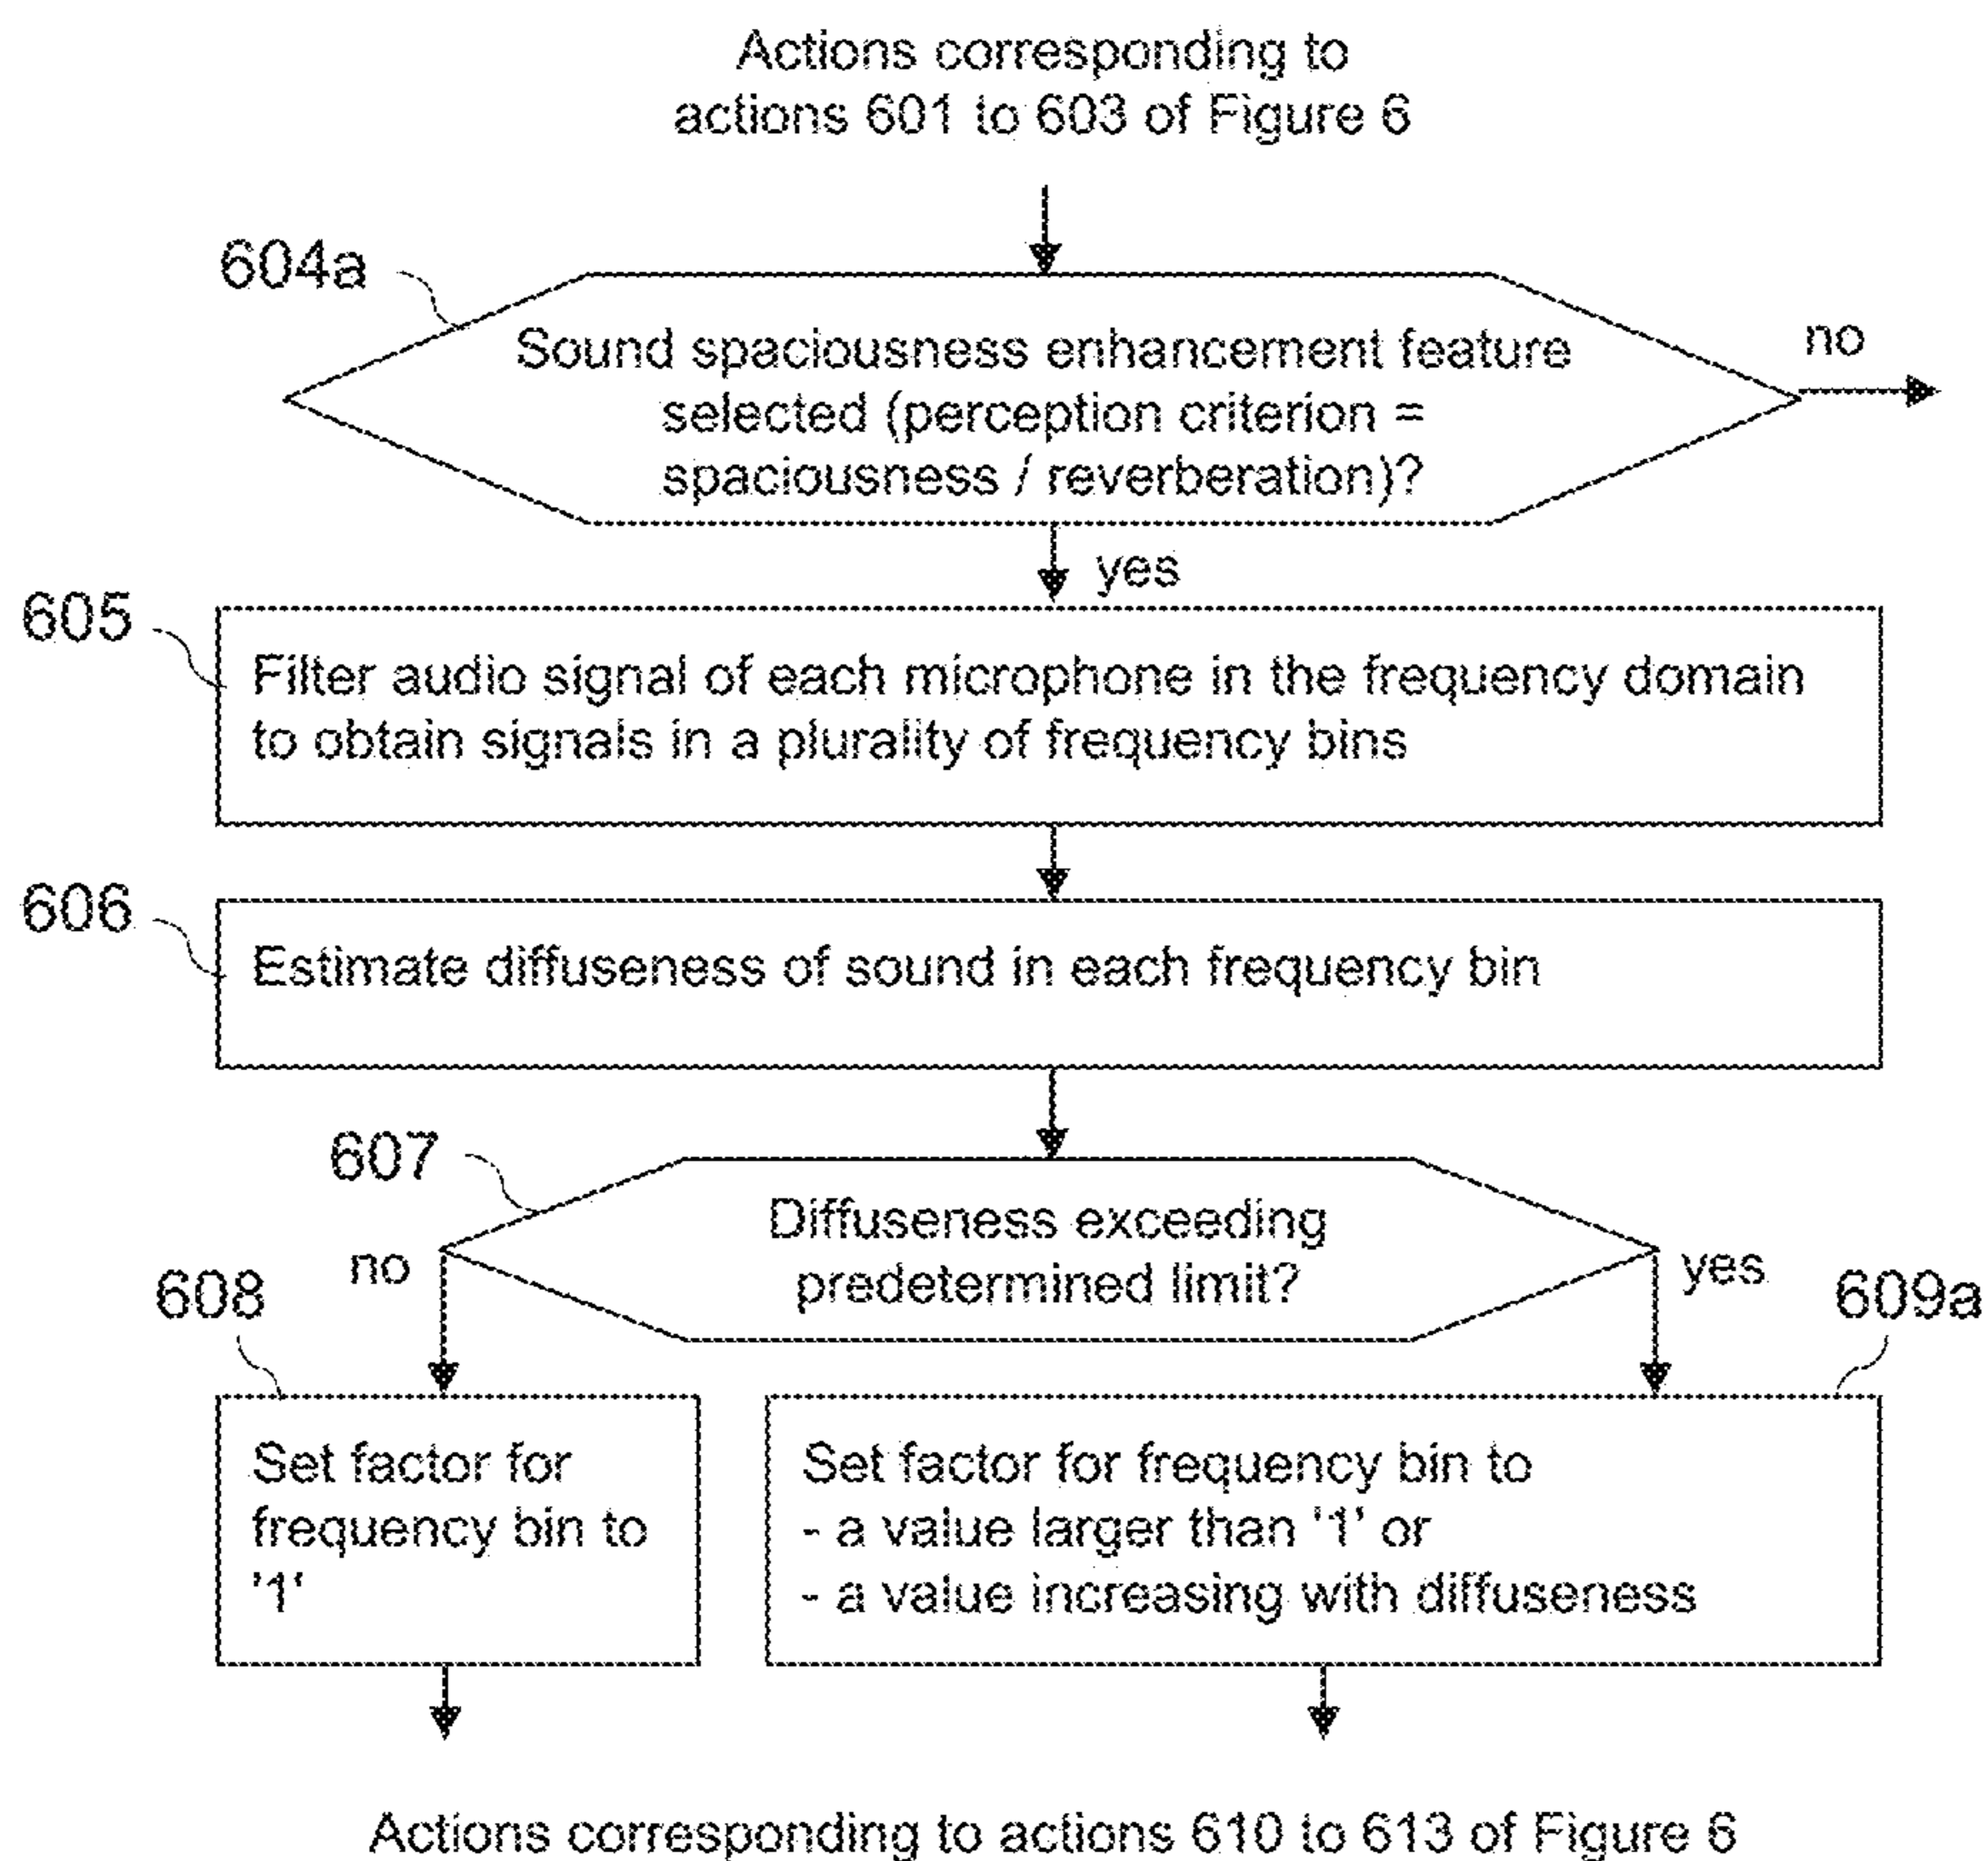 Actions corresponding to
actions 601 to 603 of Figure 6
604a
Sound spaciousness enhancement feature
selected (perception criterion =
spaciousness / reverberation)?
no
yes
605
Filter audio signal of each microphone in the frequency domain
to obtain signals in a plurality of frequency bins
606
Estimate diffuseness of sound in each frequency bin
607
Diffuseness exceeding
predetermined limit?
no
yes
608
609a
Set factor for
frequency bin to
'1'
Set factor for frequency bin to
- a value larger than '1' or
- a value increasing with diffuseness
Actions corresponding to actions 610 to 613 of Figure 6